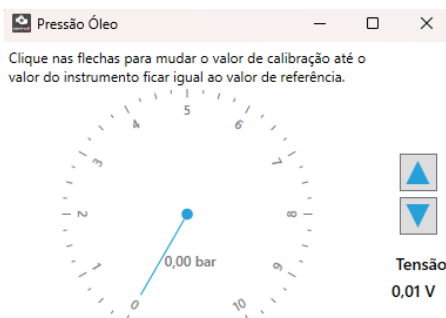 Pressão Óleo
Clique nas flechas para mudar o valor de calibração até o
valor do instrumento ficar igual ao valor de referência.
0
1
2
3
4
5
6
7
8
9
10
0,00 bar
Tensão
0,01 V